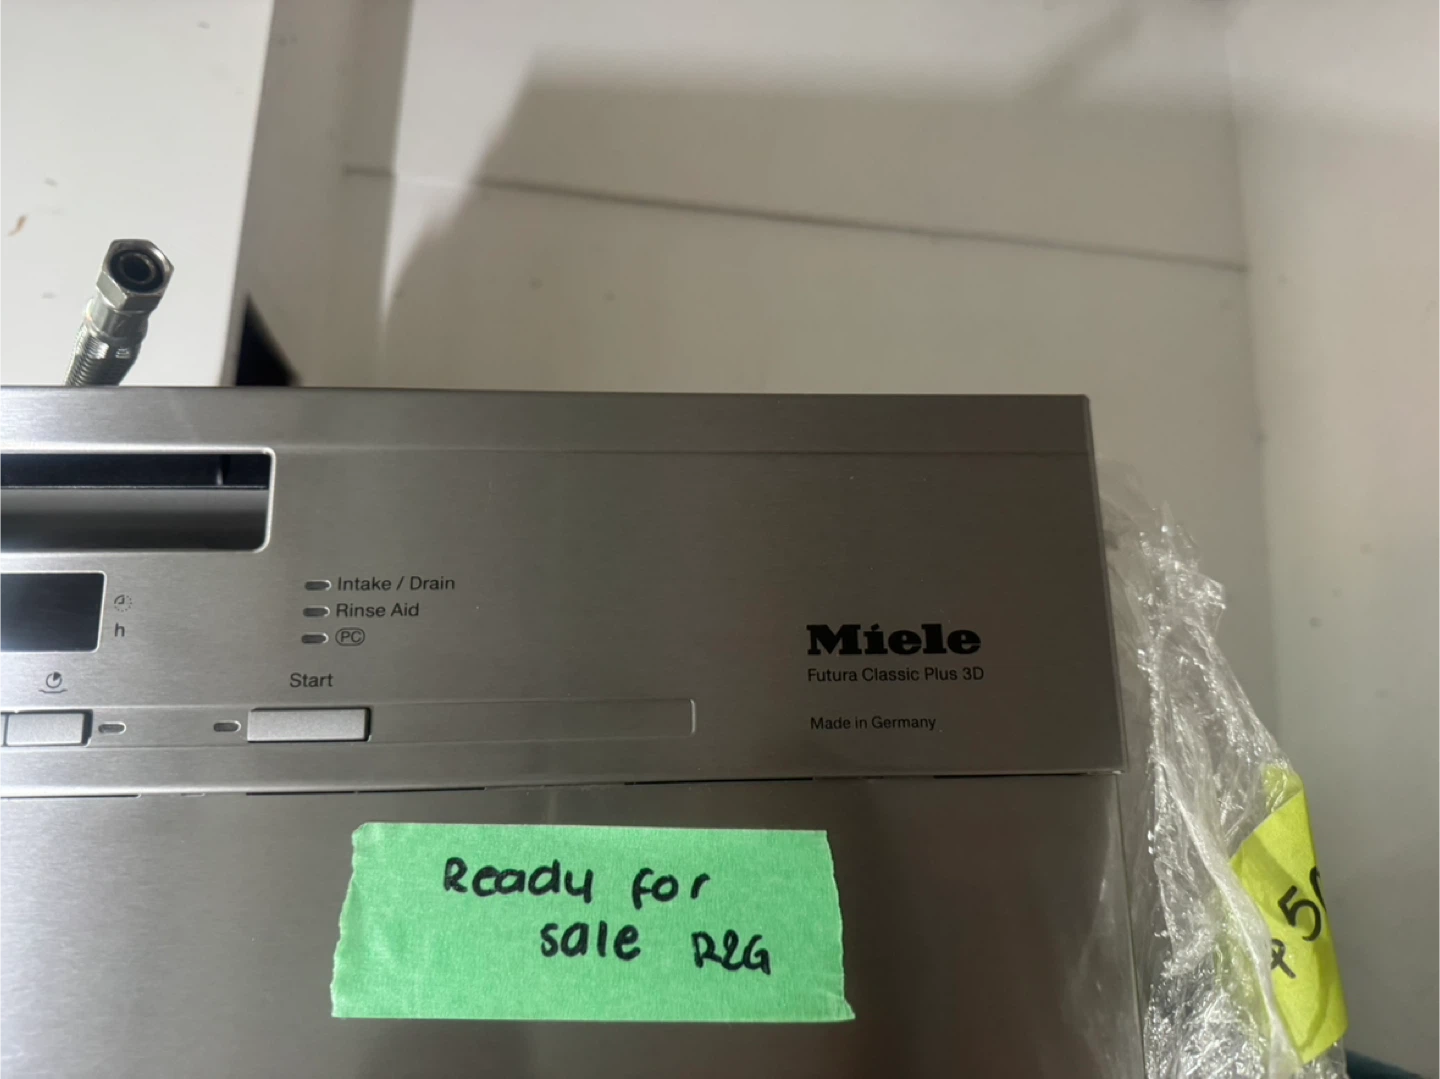 Intake / Drain
Rinse Aid
PC
h
Start
Miele
Futura Classic Plus 3D
Made in Germany
Ready for
sale R2G